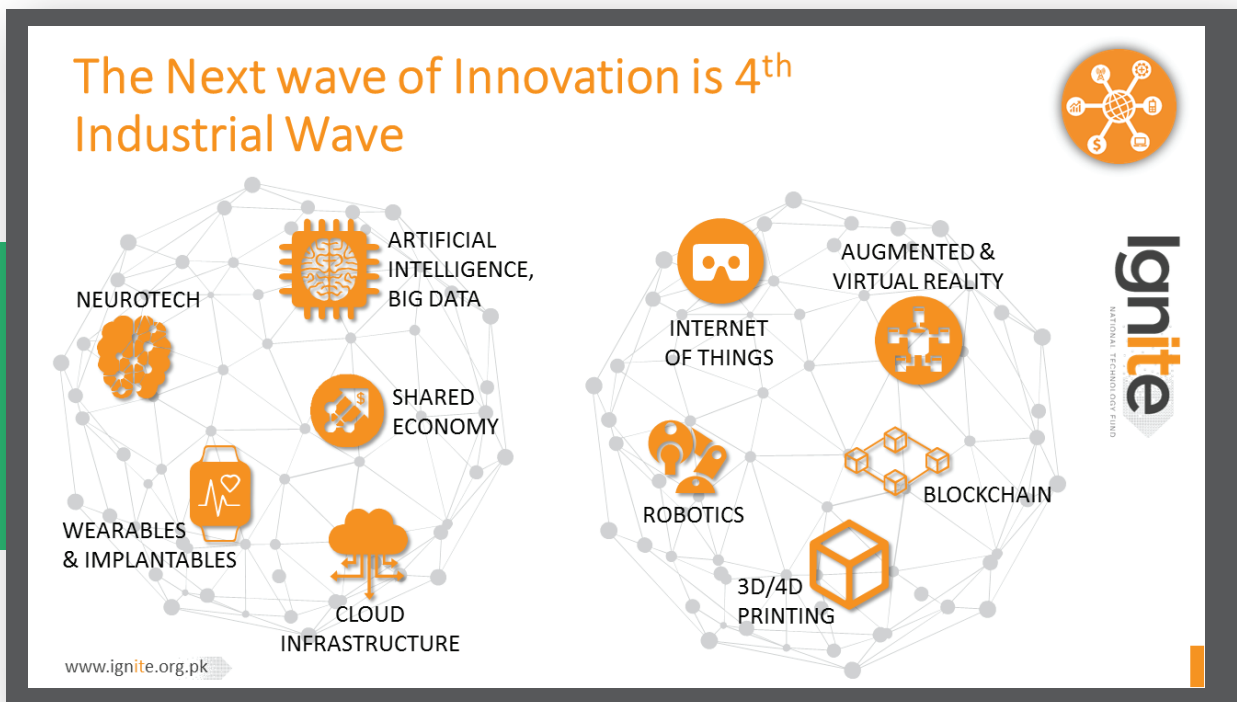 The Next wave of Innovation is 4th
Industrial Wave
NEUROTECH
ARTIFICIAL
INTELLIGENCE,
BIG DATA
SHARED
ECONOMY
$
WEARABLES
& IMPLANTABLES
CLOUD
INFRASTRUCTURE
INTERNET
OF THINGS
AUGMENTED &
VIRTUAL REALITY
ROBOTICS
BLOCKCHAIN
3D/4D
PRINTING
$
Ignite
NATIONAL TECHNOLOGY FUND
www.ignite.org.pk